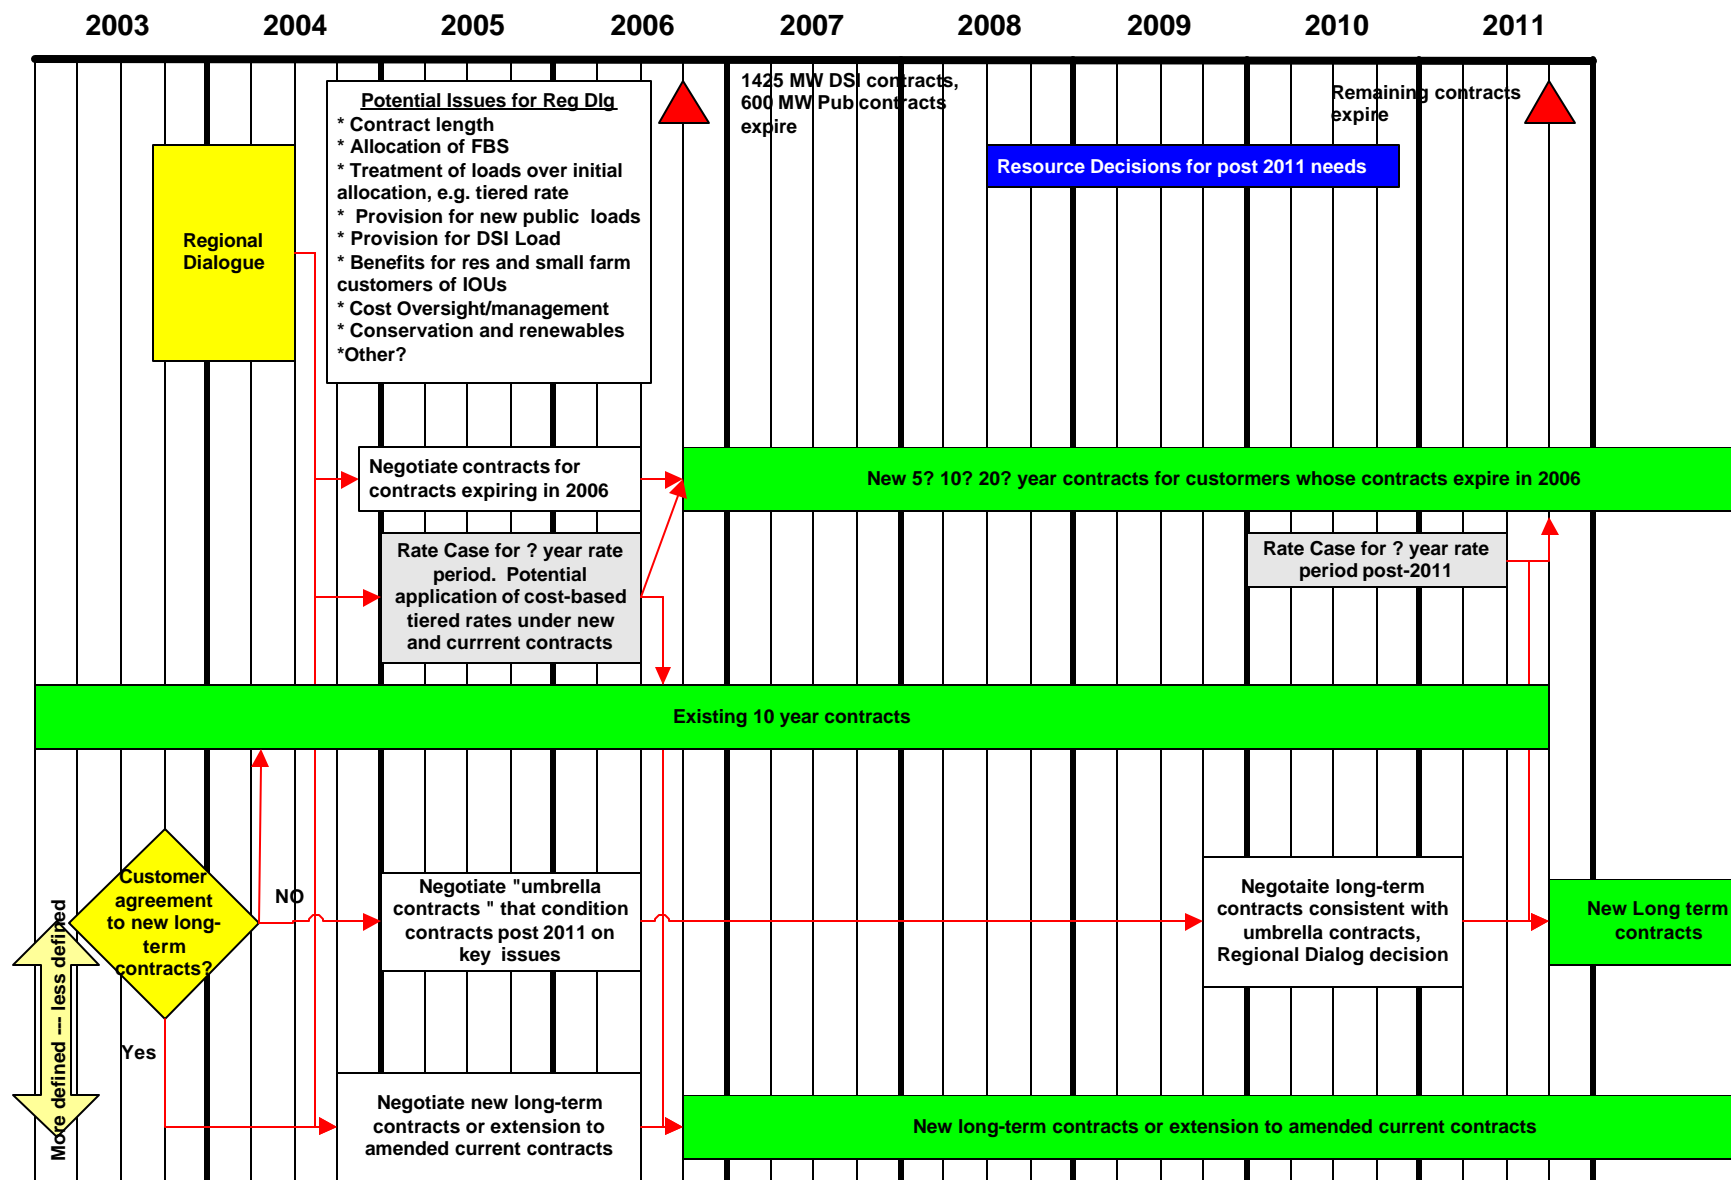 2003 2004 2005 2006 2007 2008 2009 2010 2011
Potential Issues for Reg Dlg
* Contract length
* Allocation of FBS
* Treatment of loads over initial
allocation, e.g. tiered rate
* Provision for new public loads
* Provision for DSI Load
* Benefits for res and small farm
customers of IOUs
* Cost Oversight/management
* Conservation and renewables
*Other?
1425 MW DSI contracts,
600 MW Pub contracts
expire
Remaining contracts
expire
Resource Decisions for post 2011 needs
Regional
Dialogue
Negotiate contracts for
contracts expiring in 2006
New 5? 10? 20? year contracts for custormers whose contracts expire in 2006
Rate Case for ? year rate
period. Potential
application of cost-based
tiered rates under new
and currrent contracts
Rate Case for ? year rate
period post-2011
Existing 10 year contracts
Customer
agreement
to new long-
term
contracts?
NO
Yes
More defined --- less defined
Negotiate "umbrella
contracts " that condition
contracts post 2011 on
key issues
Negotaite long-term
contracts consistent with
umbrella contracts,
Regional Dialog decision
New Long term
contracts
Negotiate new long-term
contracts or extension to
amended current contracts
New long-term contracts or extension to amended current contracts